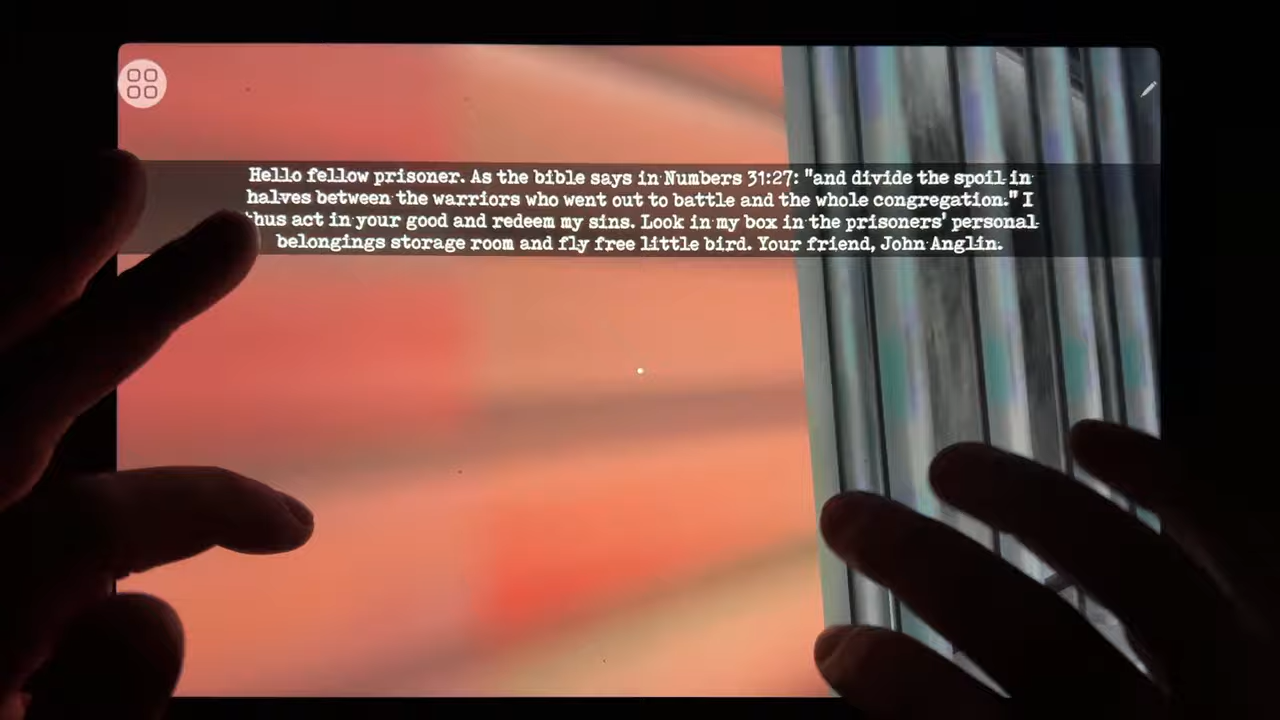 Hello fellow prisoner. As the bible says in Numbers 31:27: "and divide the spoil in
halves between the warriors who went out to battle and the whole congregation." I
thus act in your good and redeem my sins. Look in my box in the prisoners' personal
belongings storage room and fly free little bird. Your friend, John Anglin.